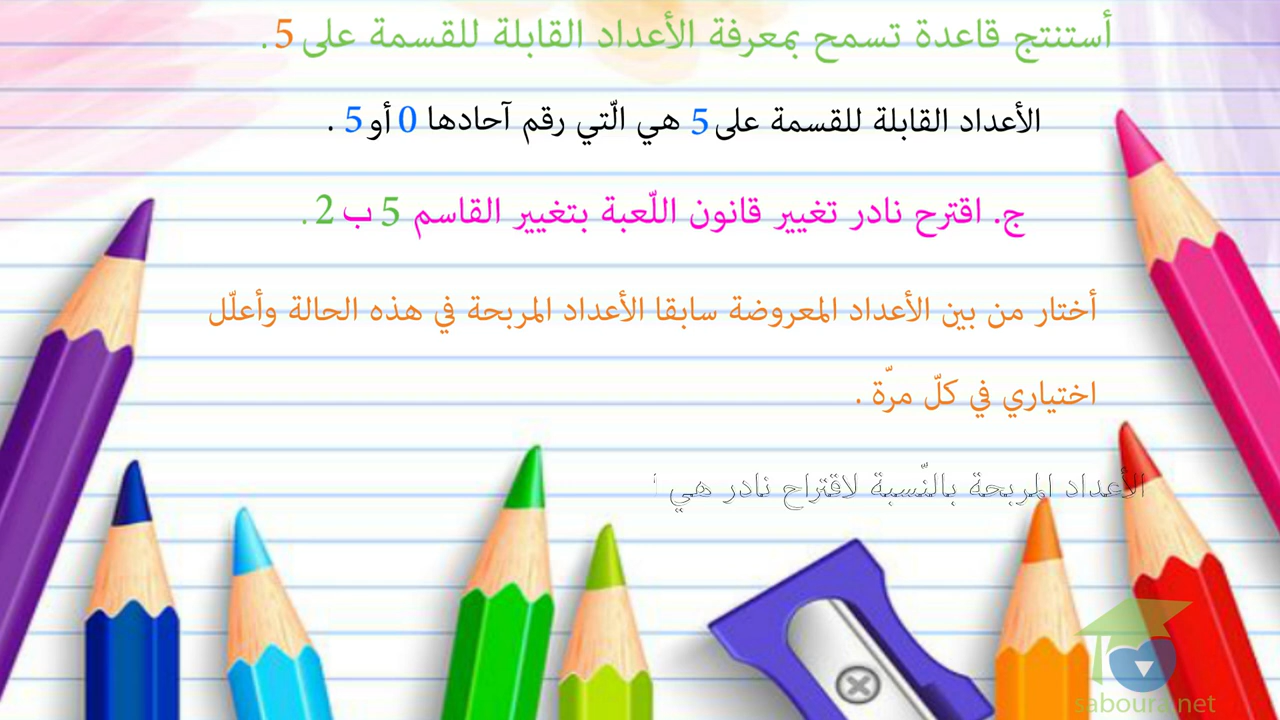 أستنتج قاعدة تسمح بمعرفة الأعداد القابلة للقسمة على 5 .
الأعداد القابلة للقسمة على 5 هي الّتي رقم آحادها 0 أو 5 .
ج. اقترح نادر تغيير قانون اللّعبة بتغيير القاسم 5 ب 2 .
أختار من بين الأعداد المعروضة سابقا الأعداد المربحة في هذه الحالة وأعلّل
اختياري في كلّ مرّة .
الأعداد المربحة بالنّسبة لاقتراح نادر هي
saboura.net